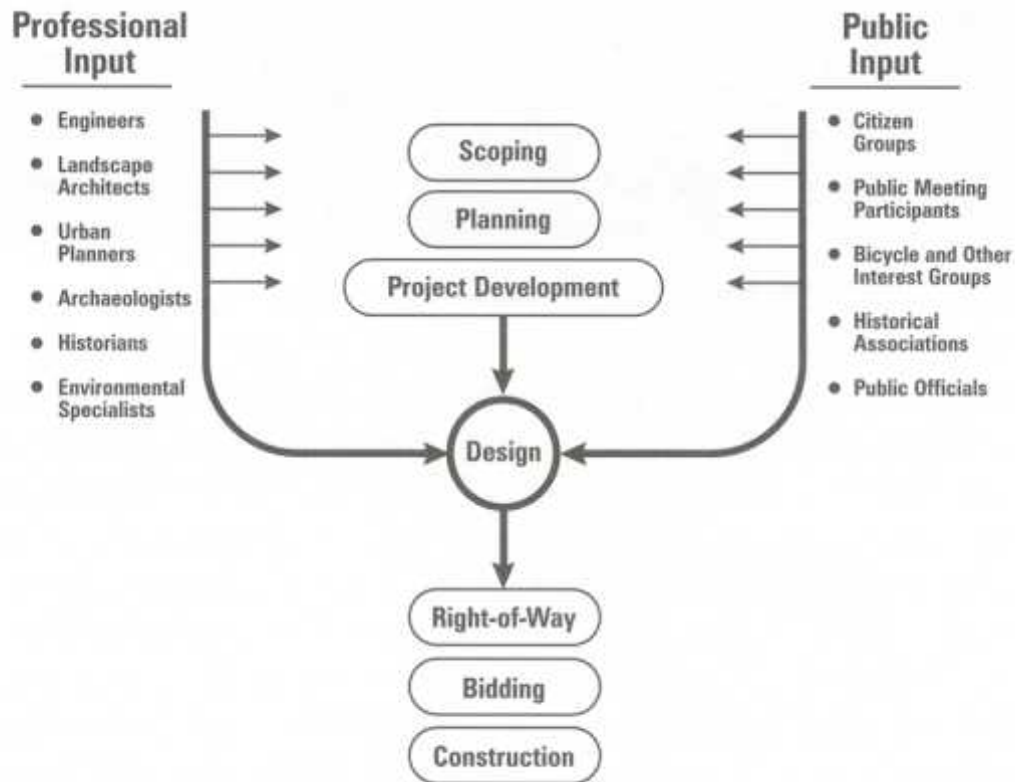 Professional
Input
● Engineers
● Landscape
Architects
● Urban
Planners
● Archaeologists
● Historians
● Environmental
Specialists
Scoping
Planning
Project Development
Design
Right-of-Way
Bidding
Construction
Public
Input
● Citizen
Groups
● Public Meeting
Participants
● Bicycle and Other
Interest Groups
● Historical
Associations
● Public Officials